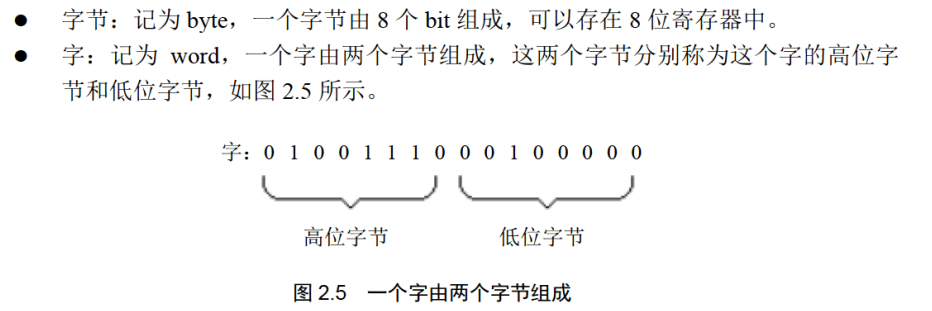 ● 字节：记为 byte，一个字节由 8 个 bit 组成，可以存在 8 位寄存器中。
● 字：记为 word，一个字由两个字节组成，这两个字节分别称为这个字的高位字
节和低位字节，如图 2.5 所示。
字：0 1 0 0 1 1 1 0 0 0 1 0 0 0 0 0
高位字节 低位字节
图 2.5 一个字由两个字节组成